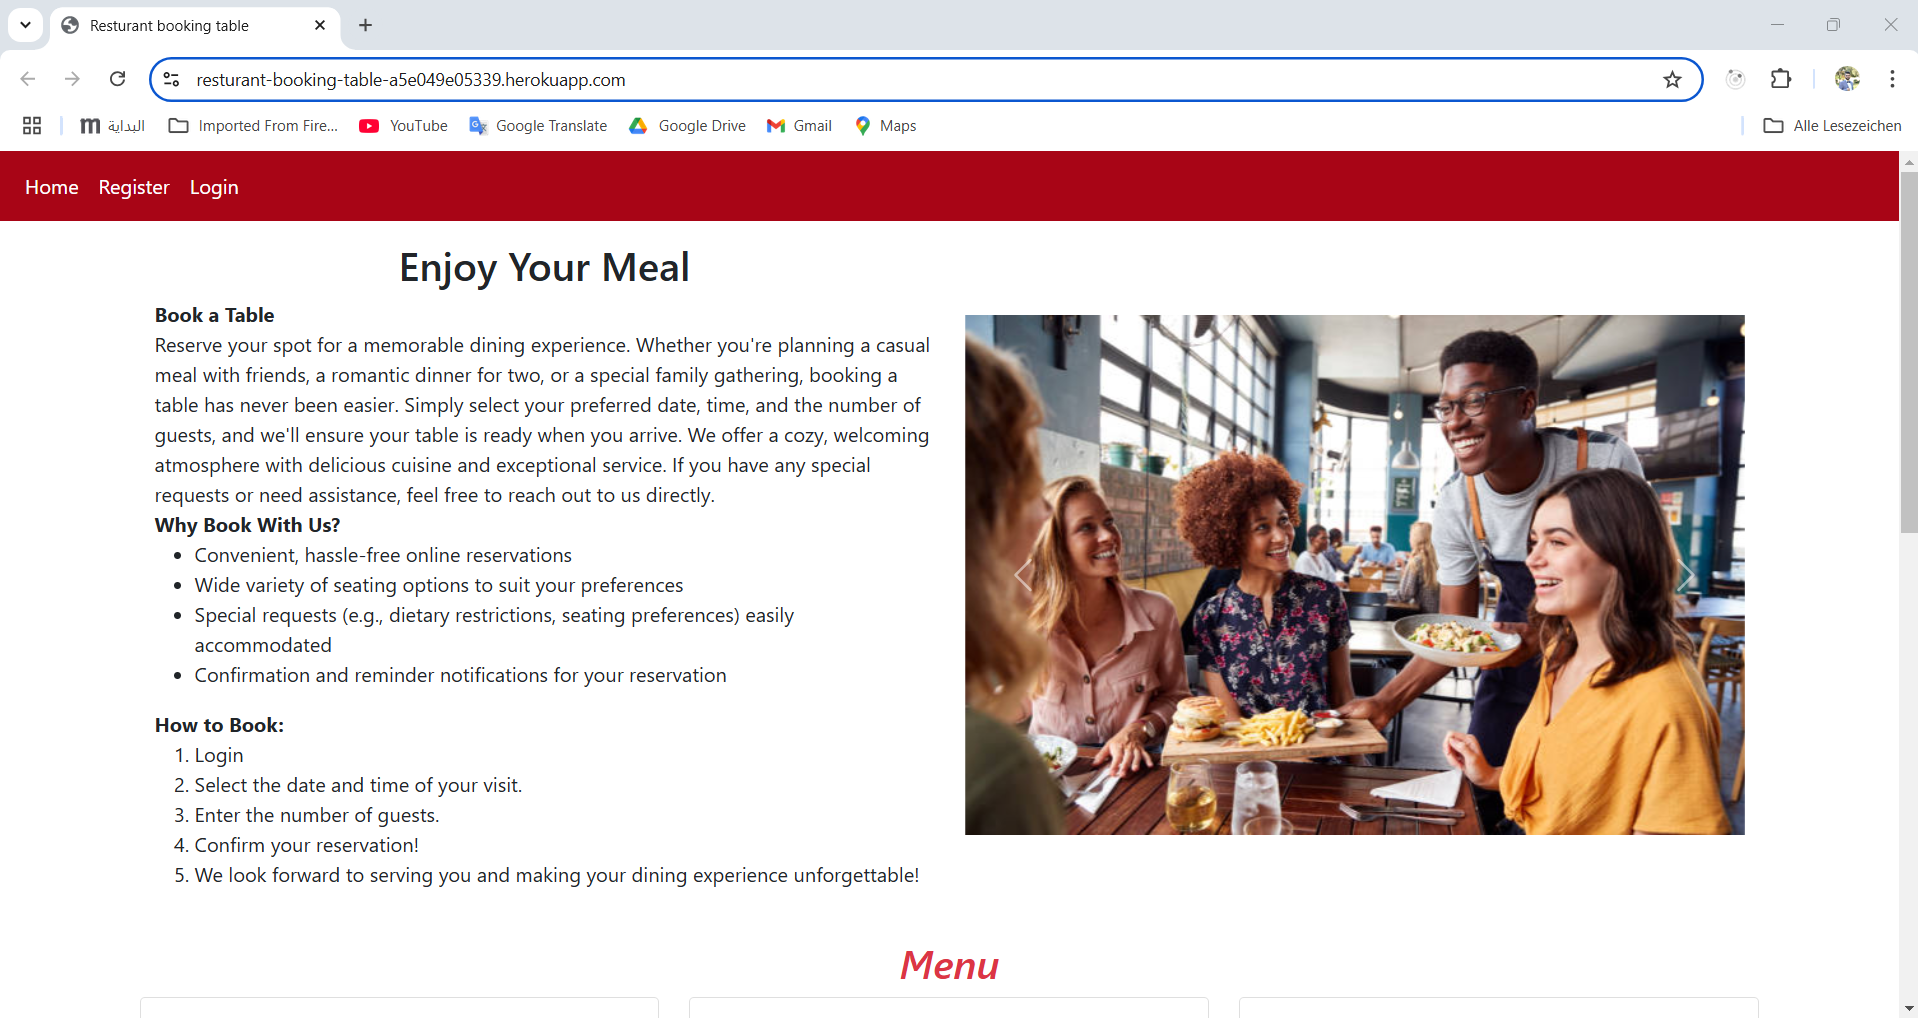 Resturant booking table
resturant-booking-table-a5e049e05339.herokuapp.com
البداية
Imported From Fire...
YouTube
Google Translate
Google Drive
Gmail
Maps
Alle Lesezeichen
Home Register Login
Enjoy Your Meal
Book a Table
Reserve your spot for a memorable dining experience. Whether you're planning a casual
meal with friends, a romantic dinner for two, or a special family gathering, booking a
table has never been easier. Simply select your preferred date, time, and the number of
guests, and we'll ensure your table is ready when you arrive. We offer a cozy, welcoming
atmosphere with delicious cuisine and exceptional service. If you have any special
requests or need assistance, feel free to reach out to us directly.
Why Book With Us?
• Convenient, hassle-free online reservations
• Wide variety of seating options to suit your preferences
• Special requests (e.g., dietary restrictions, seating preferences) easily
accommodated
• Confirmation and reminder notifications for your reservation
How to Book:
1. Login
2. Select the date and time of your visit.
3. Enter the number of guests.
4. Confirm your reservation!
5. We look forward to serving you and making your dining experience unforgettable!
Menu